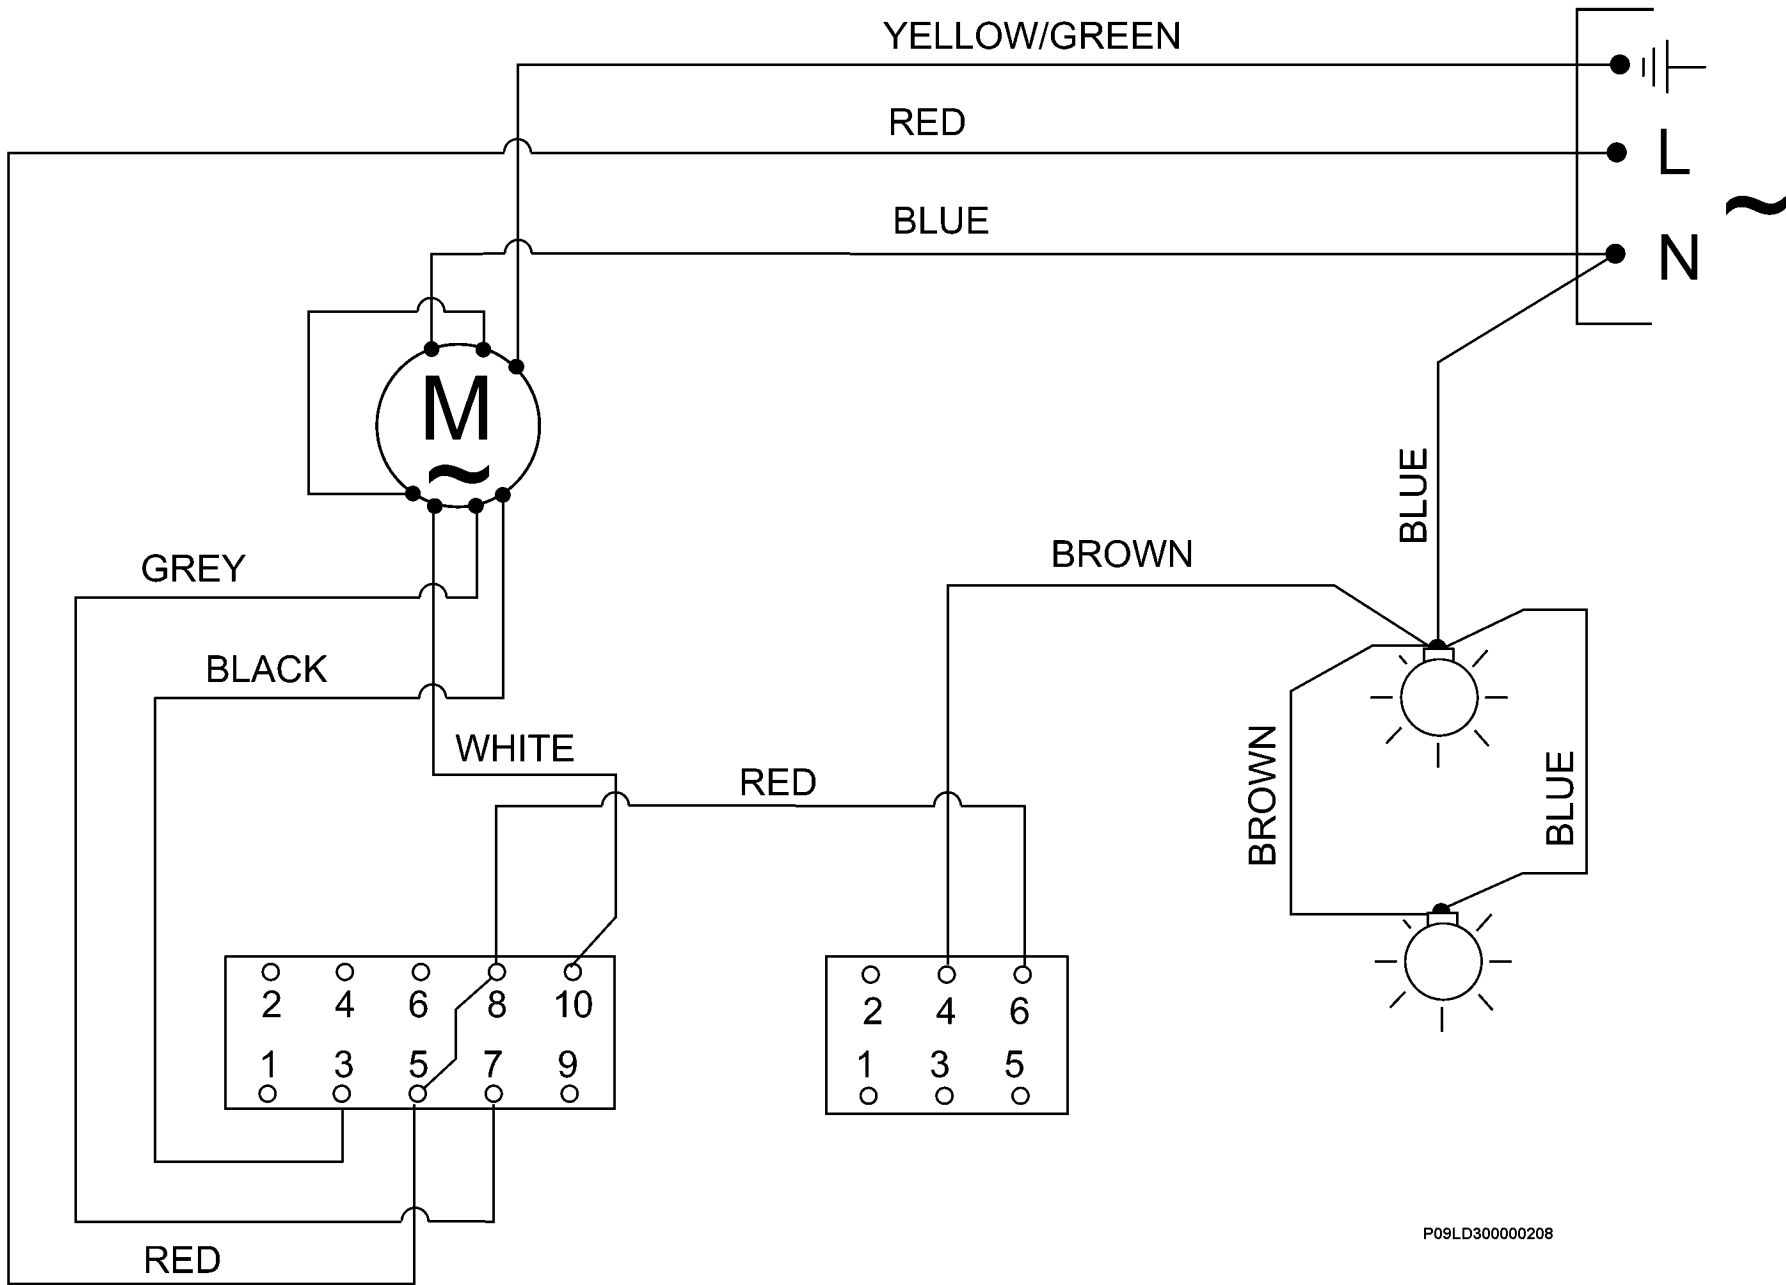 YELLOW/GREEN
RED
L
~
BLUE
N
M
~
BLUE
BROWN
GREY
BLACK
WHITE
RED
BROWN
BLUE
2 4 6 8 10
1 3 5 7 9
2 4 6
1 3 5
RED
P09LD300000208